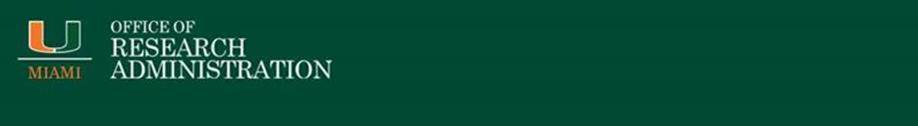 U
MIAMI
OFFICE OF
RESEARCH
ADMINISTRATION